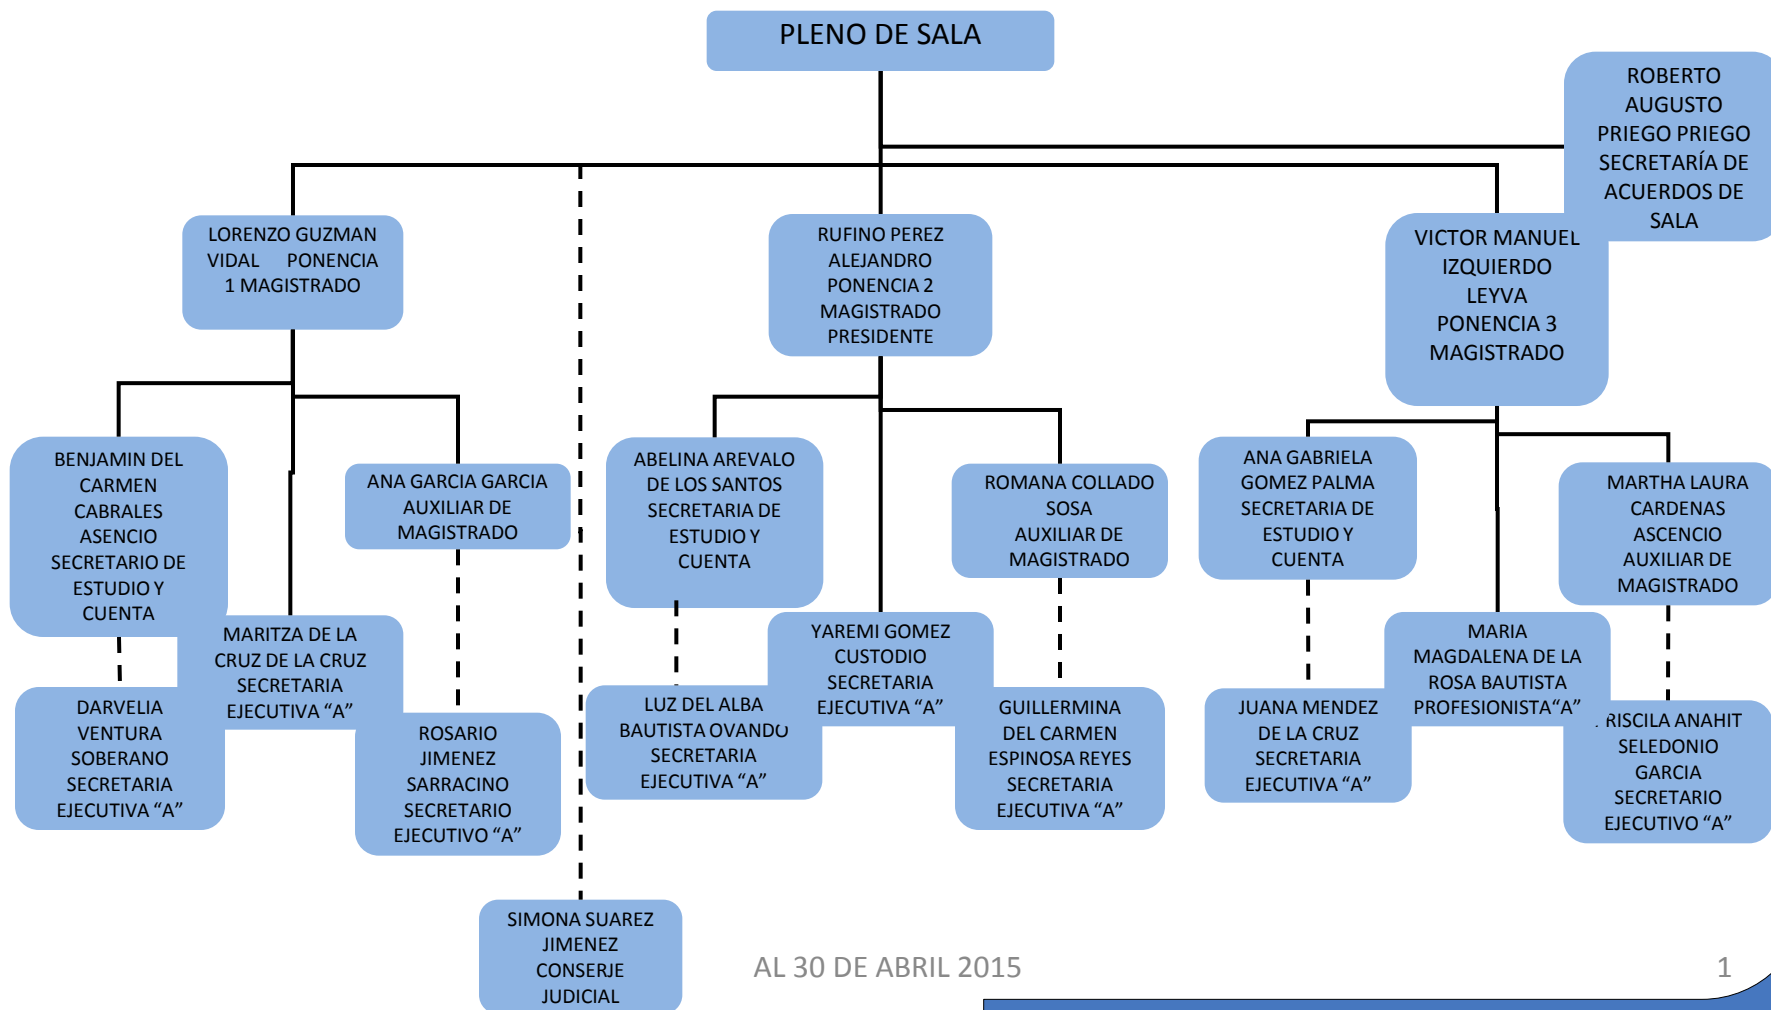 PLENO DE SALA
ROBERTO
AUGUSTO
PRIEGO PRIEGO
SECRETARÍA DE
ACUERDOS DE
SALA
LORENZO GUZMAN
VIDAL PONENCIA
1 MAGISTRADO
RUFINO PEREZ
ALEJANDRO
PONENCIA 2
MAGISTRADO
PRESIDENTE
VICTOR MANUEL
IZQUIERDO
LEYVA
PONENCIA 3
MAGISTRADO
BENJAMIN DEL
CARMEN
CABRALES
ASENCIO
SECRETARIO DE
ESTUDIO Y
CUENTA
ANA GARCIA GARCIA
AUXILIAR DE
MAGISTRADO
ABELINA AREVALO
DE LOS SANTOS
SECRETARIA DE
ESTUDIO Y
CUENTA
ROMANA COLLADO
SOSA
AUXILIAR DE
MAGISTRADO
ANA GABRIELA
GOMEZ PALMA
SECRETARIA DE
ESTUDIO Y
CUENTA
MARTHA LAURA
CARDENAS
ASCENCIO
AUXILIAR DE
MAGISTRADO
MARITZA DE LA
CRUZ DE LA CRUZ
SECRETARIA
EJECUTIVA “A”
YAREMI GOMEZ
CUSTODIO
SECRETARIA
EJECUTIVA “A”
MARIA
MAGDALENA DE LA
ROSA BAUTISTA
PROFESIONISTA“A”
DARVELIA
VENTURA
SOBERANO
SECRETARIA
EJECUTIVA “A”
ROSARIO
JIMENEZ
SARRACINO
SECRETARIO
EJECUTIVO “A”
LUZ DEL ALBA
BAUTISTA OVANDO
SECRETARIA
EJECUTIVA “A”
GUILLERMINA
DEL CARMEN
ESPINOSA REYES
SECRETARIA
EJECUTIVA “A”
JUANA MENDEZ
DE LA CRUZ
SECRETARIA
EJECUTIVA “A”
RISCILA ANAHIT
SELEDONIO
GARCIA
SECRETARIO
EJECUTIVO “A”
SIMONA SUAREZ
JIMENEZ
CONSERJE
JUDICIAL
AL 30 DE ABRIL 2015
1